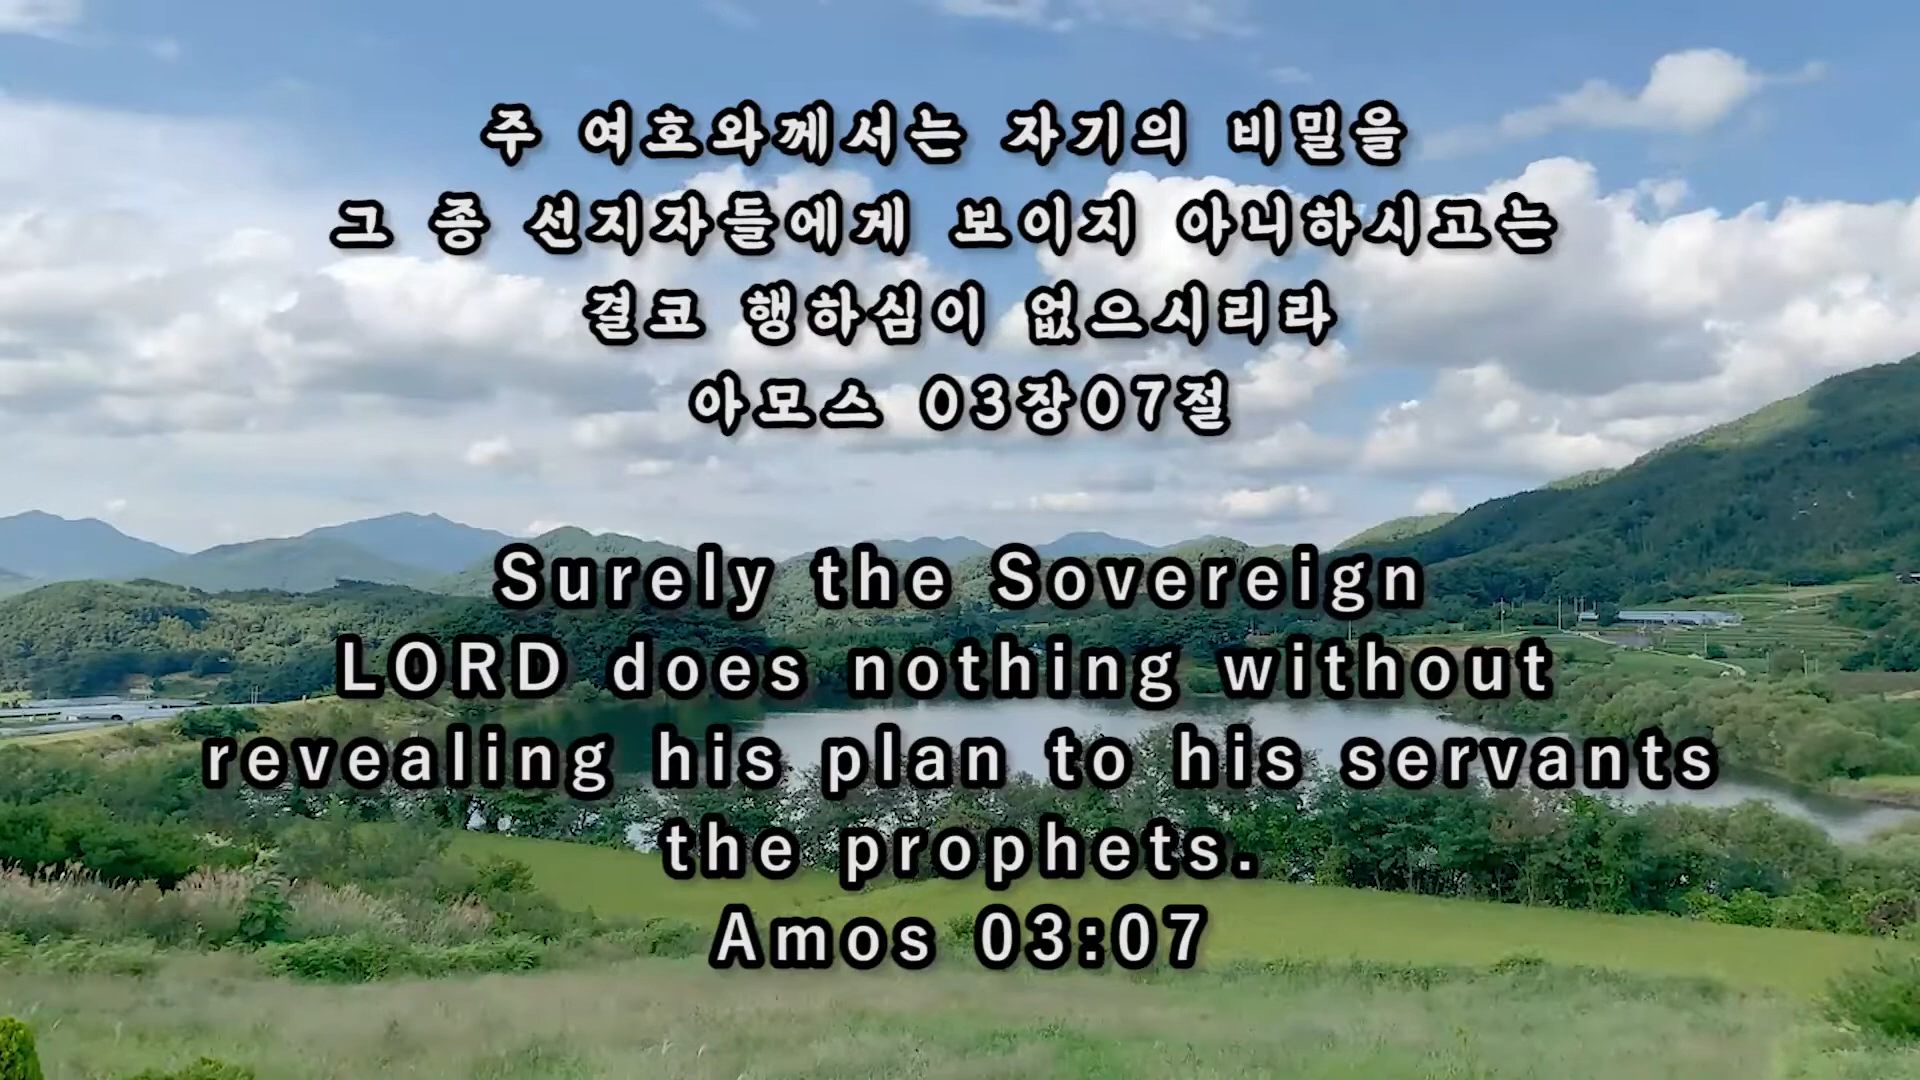 주 여호와께서는 자기의 비밀을
그 종 선지자들에게 보이지 아니하시고는
결코 행하심이 없으시리라
아모스 03장07절
Surely the Sovereign
LORD does nothing without
revealing his plan to his servants
the prophets.
Amos 03:07